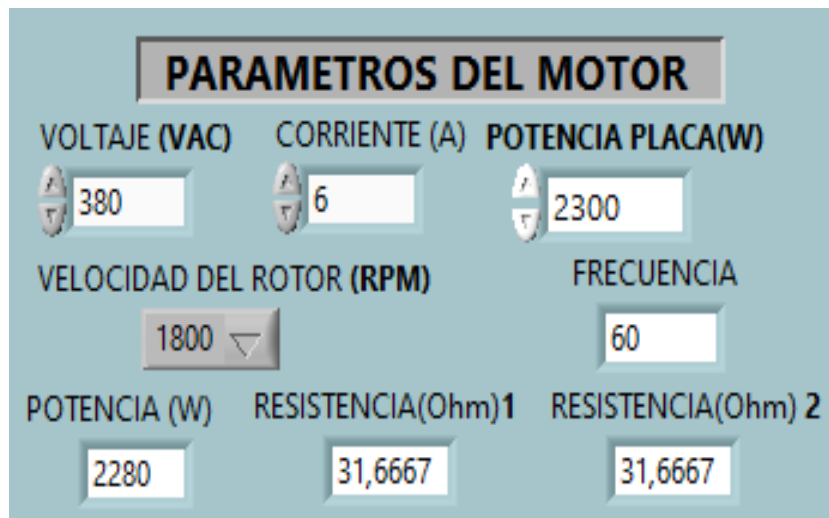 PARAMETROS DEL MOTOR
VOLTAJE (VAC) CORRIENTE (A) POTENCIA PLACA(W)
380 6 2300
VELOCIDAD DEL ROTOR (RPM) FRECUENCIA
1800 60
POTENCIA (W) RESISTENCIA(Ohm)1 RESISTENCIA(Ohm) 2
2280 31,6667 31,6667